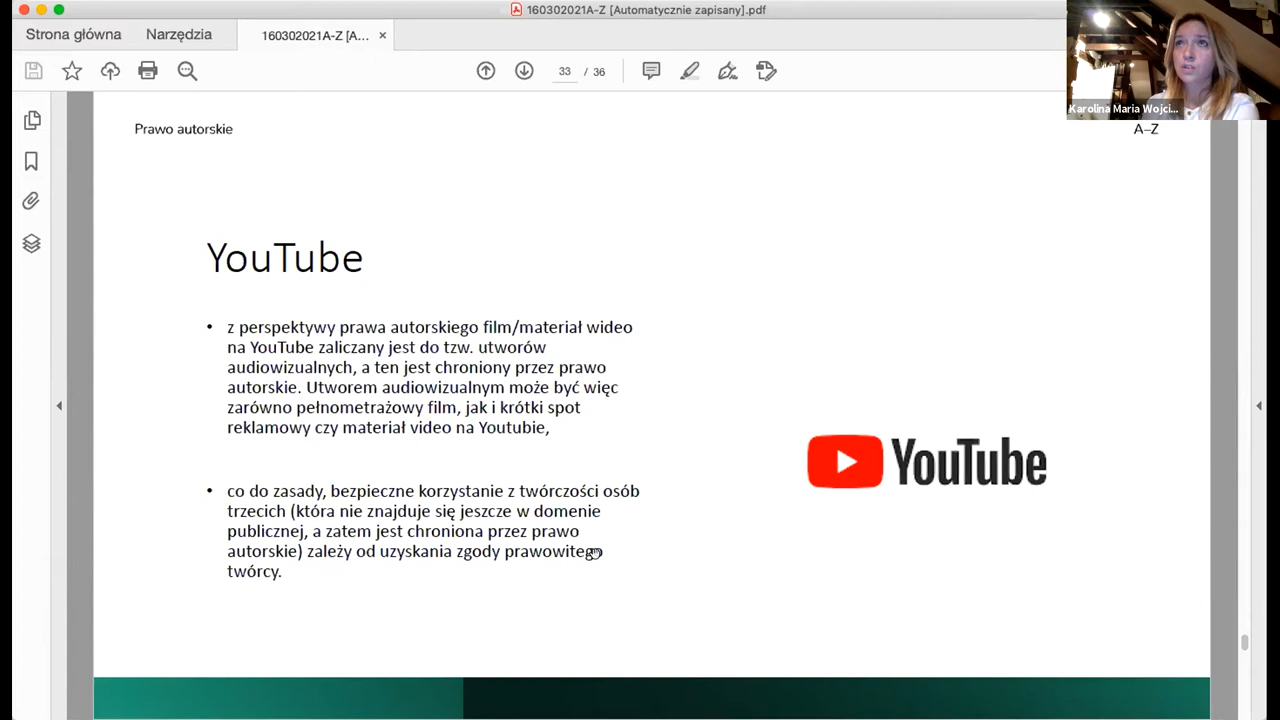 160302021A-Z [Automatycznie zapisany].pdf
Strona główna Narzędzia 160302021A-Z [A... ×
33 / 36
Karolina Maria Wojci...
Prawo autorskie
A–Z
YouTube
• z perspektywy prawa autorskiego film/materiał wideo
na YouTube zaliczany jest do tzw. utworów
audiowizualnych, a ten jest chroniony przez prawo
autorskie. Utworem audiowizualnym może być więc
zarówno pełnometrażowy film, jak i krótki spot
reklamowy czy materiał video na Youtubie,
• co do zasady, bezpieczne korzystanie z twórczości osób
trzecich (która nie znajduje się jeszcze w domenie
publicznej, a zatem jest chroniona przez prawo
autorskie) zależy od uzyskania zgody prawowitego
twórcy.
YouTube